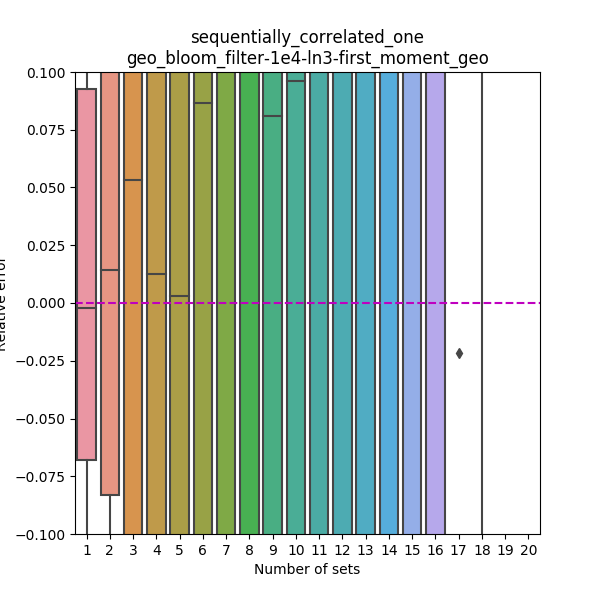 sequentially_correlated_one
geo_bloom_filter-1e4-ln3-first_moment_geo
0.100
0.075
0.050
0.025
0.000
−0.025
−0.050
−0.075
−0.100
Relative error
1 2 3 4 5 6 7 8 9 10 11 12 13 14 15 16 17 18 19 20
Number of sets